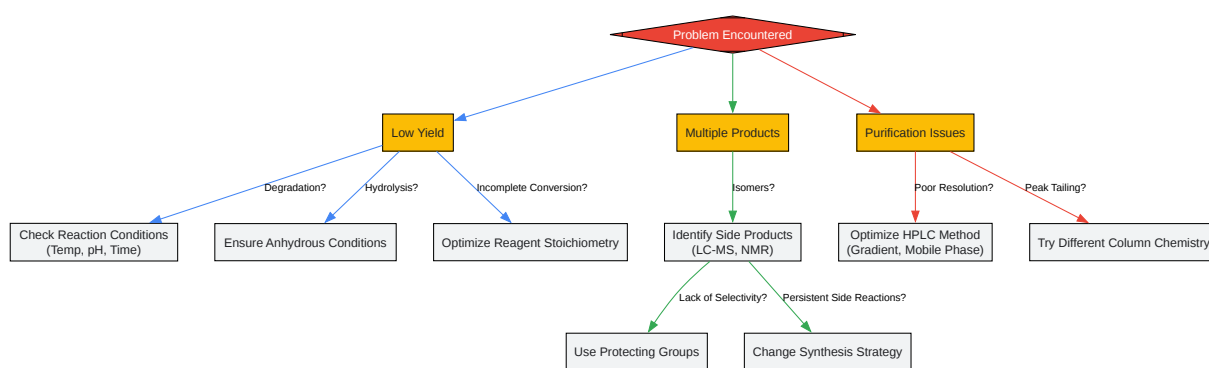 Problem Encountered
Low Yield
Multiple Products
Purification Issues
Degradation?
Hydrolysis?
Incomplete Conversion?
Isomers?
Poor Resolution?
Peak Tailing?
Check Reaction Conditions
(Temp, pH, Time)
Ensure Anhydrous Conditions
Optimize Reagent Stoichiometry
Identify Side Products
(LC-MS, NMR)
Optimize HPLC Method
(Gradient, Mobile Phase)
Try Different Column Chemistry
Lack of Selectivity?
Persistent Side Reactions?
Use Protecting Groups
Change Synthesis Strategy